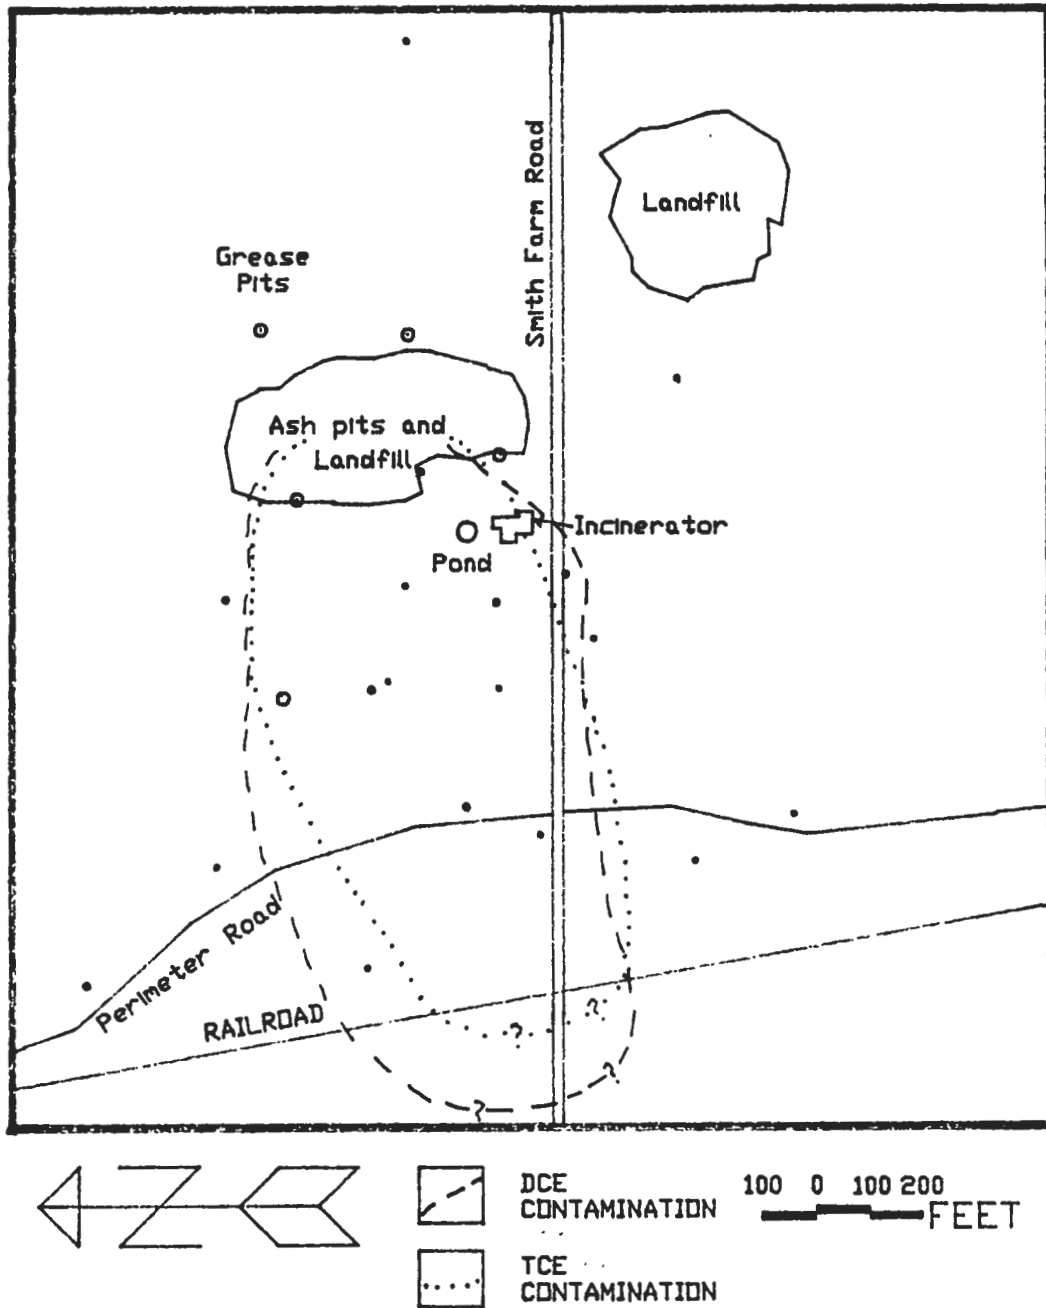 Smith Farm Road
Landfill
Grease
Pits
Ash pits and
Landfill
Incinerator
Pond
Perimeter Road
RAILROAD
?
?
?
?
N
DCE
CONTAMINATION
100 0 100 200
FEET
TCE
CONTAMINATION